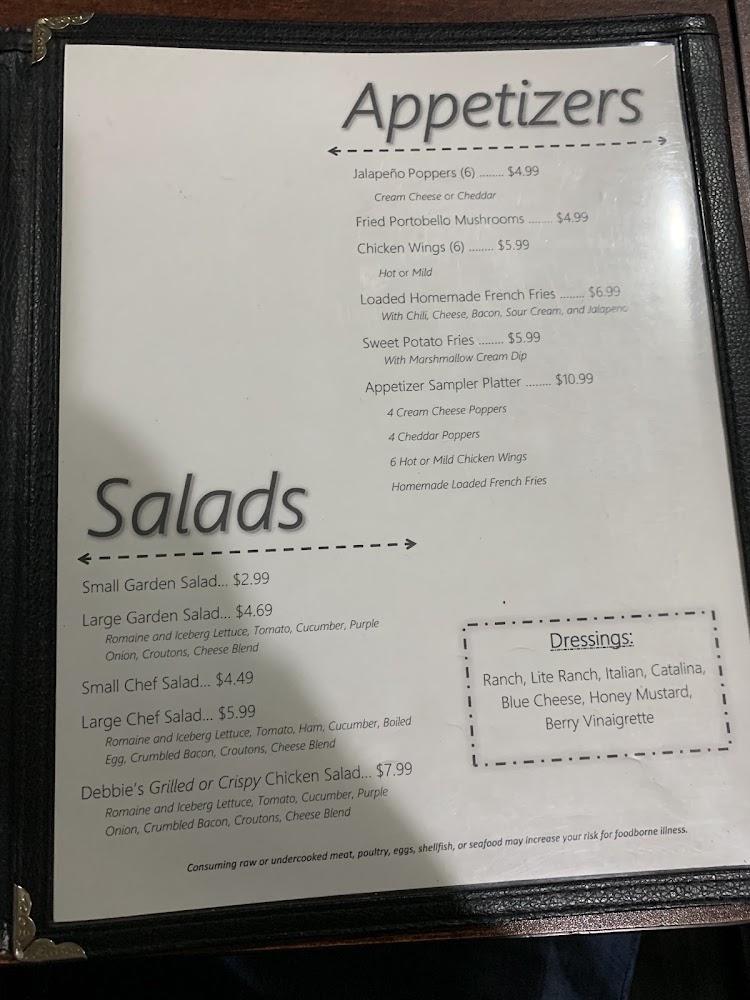 Appetizers
Jalapeño Poppers (6) ........ $4.99
Cream Cheese or Cheddar
Fried Portobello Mushrooms ........ $4.99
Chicken Wings (6) ........ $5.99
Hot or Mild
Loaded Homemade French Fries ........ $6.99
With Chili, Cheese, Bacon, Sour Cream, and Jalapeno
Sweet Potato Fries ........ $5.99
With Marshmallow Cream Dip
Appetizer Sampler Platter ........ $10.99
4 Cream Cheese Poppers
4 Cheddar Poppers
6 Hot or Mild Chicken Wings
Homemade Loaded French Fries
Salads
Small Garden Salad... $2.99
Large Garden Salad... $4.69
Romaine and Iceberg Lettuce, Tomato, Cucumber, Purple
Onion, Croutons, Cheese Blend
Small Chef Salad... $4.49
Large Chef Salad... $5.99
Romaine and Iceberg Lettuce, Tomato, Ham, Cucumber, Boiled
Egg, Crumbled Bacon, Croutons, Cheese Blend
Debbie's Grilled or Crispy Chicken Salad... $7.99
Romaine and Iceberg Lettuce, Tomato, Cucumber, Purple
Onion, Crumbled Bacon, Croutons, Cheese Blend
Dressings:
Ranch, Lite Ranch, Italian, Catalina,
Blue Cheese, Honey Mustard,
Berry Vinaigrette
Consuming raw or undercooked meat, poultry, eggs, shellfish, or seafood may increase your risk for foodborne illness.